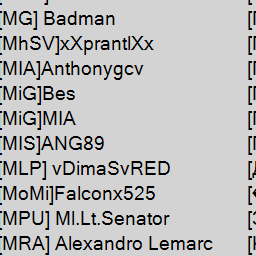 [MG] Badman
[MhSV]xXprantlXx
[MIA]Anthonygcv
[MiG]Bes
[MiG]MIA
[MIS]ANG89
[MLP] vDimaSvRED
[MoMi]Falconx525
[MPU] Ml.Lt.Senator
[MRA] Alexandro Lemarc